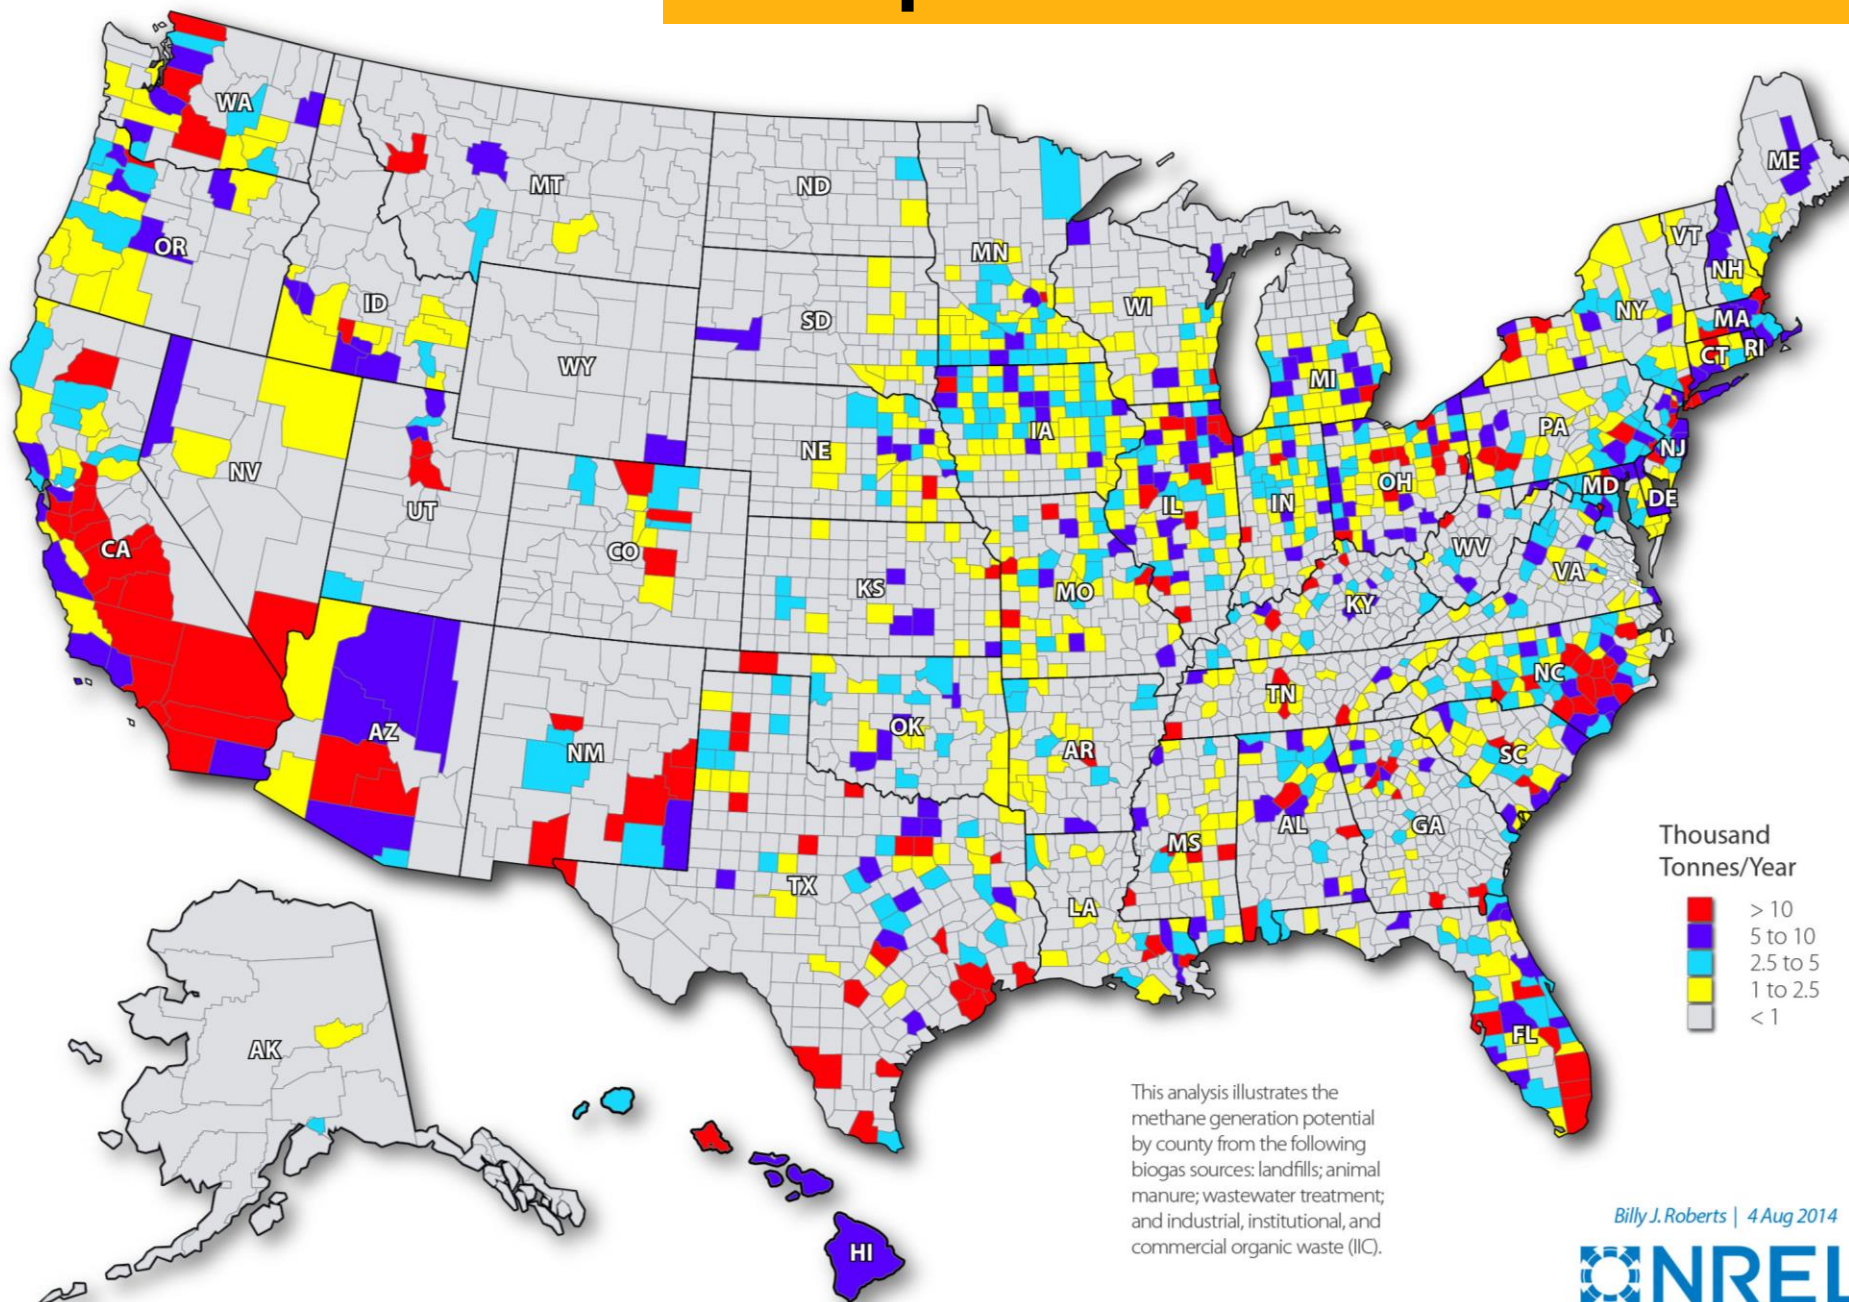 WA
MT
ND
MN
ME
VT
NH
OR
ID
SD
WI
NY
MA
CT
RI
WY
MI
IA
PA
NJ
NE
NV
UT
IL
IN
OH
MD
DE
CA
CO
KS
MO
WV
VA
KY
NC
TN
AZ
NM
OK
AR
SC
MS
AL
GA
TX
LA
FL
AK
HI
Thousand
Tonnes/Year
> 10
5 to 10
2.5 to 5
1 to 2.5
< 1
This analysis illustrates the
methane generation potential
by county from the following
biogas sources: landfills; animal
manure; wastewater treatment;
and industrial, institutional, and
commercial organic waste (IIC).
Billy J. Roberts | 4 Aug 2014
NREL